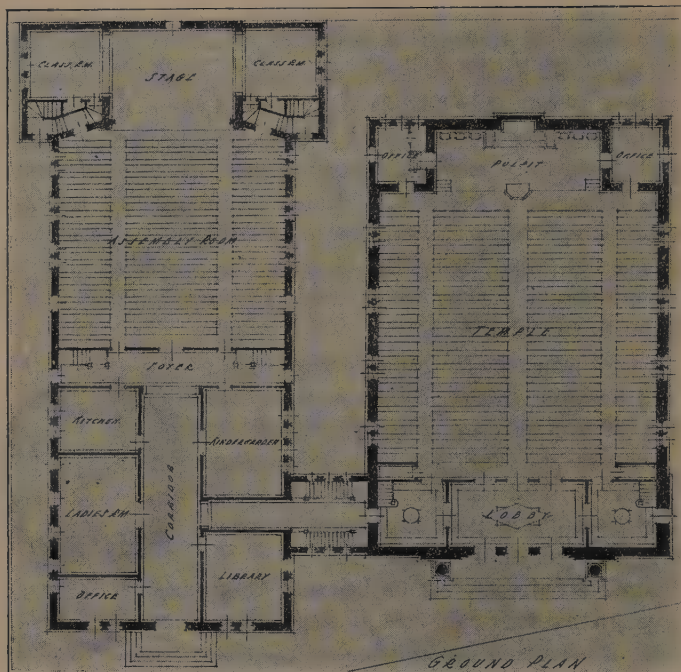 CLASS RM.
STAGE
CLASS RM.
ASSEMBLY ROOM
FOYER
KITCHEN
KINDERGARDEN
LADIES RM.
CORRIDOR
OFFICE
LIBRARY
OFFICE
PULPIT
OFFICE
TEMPLE
LOBBY
GROUND PLAN